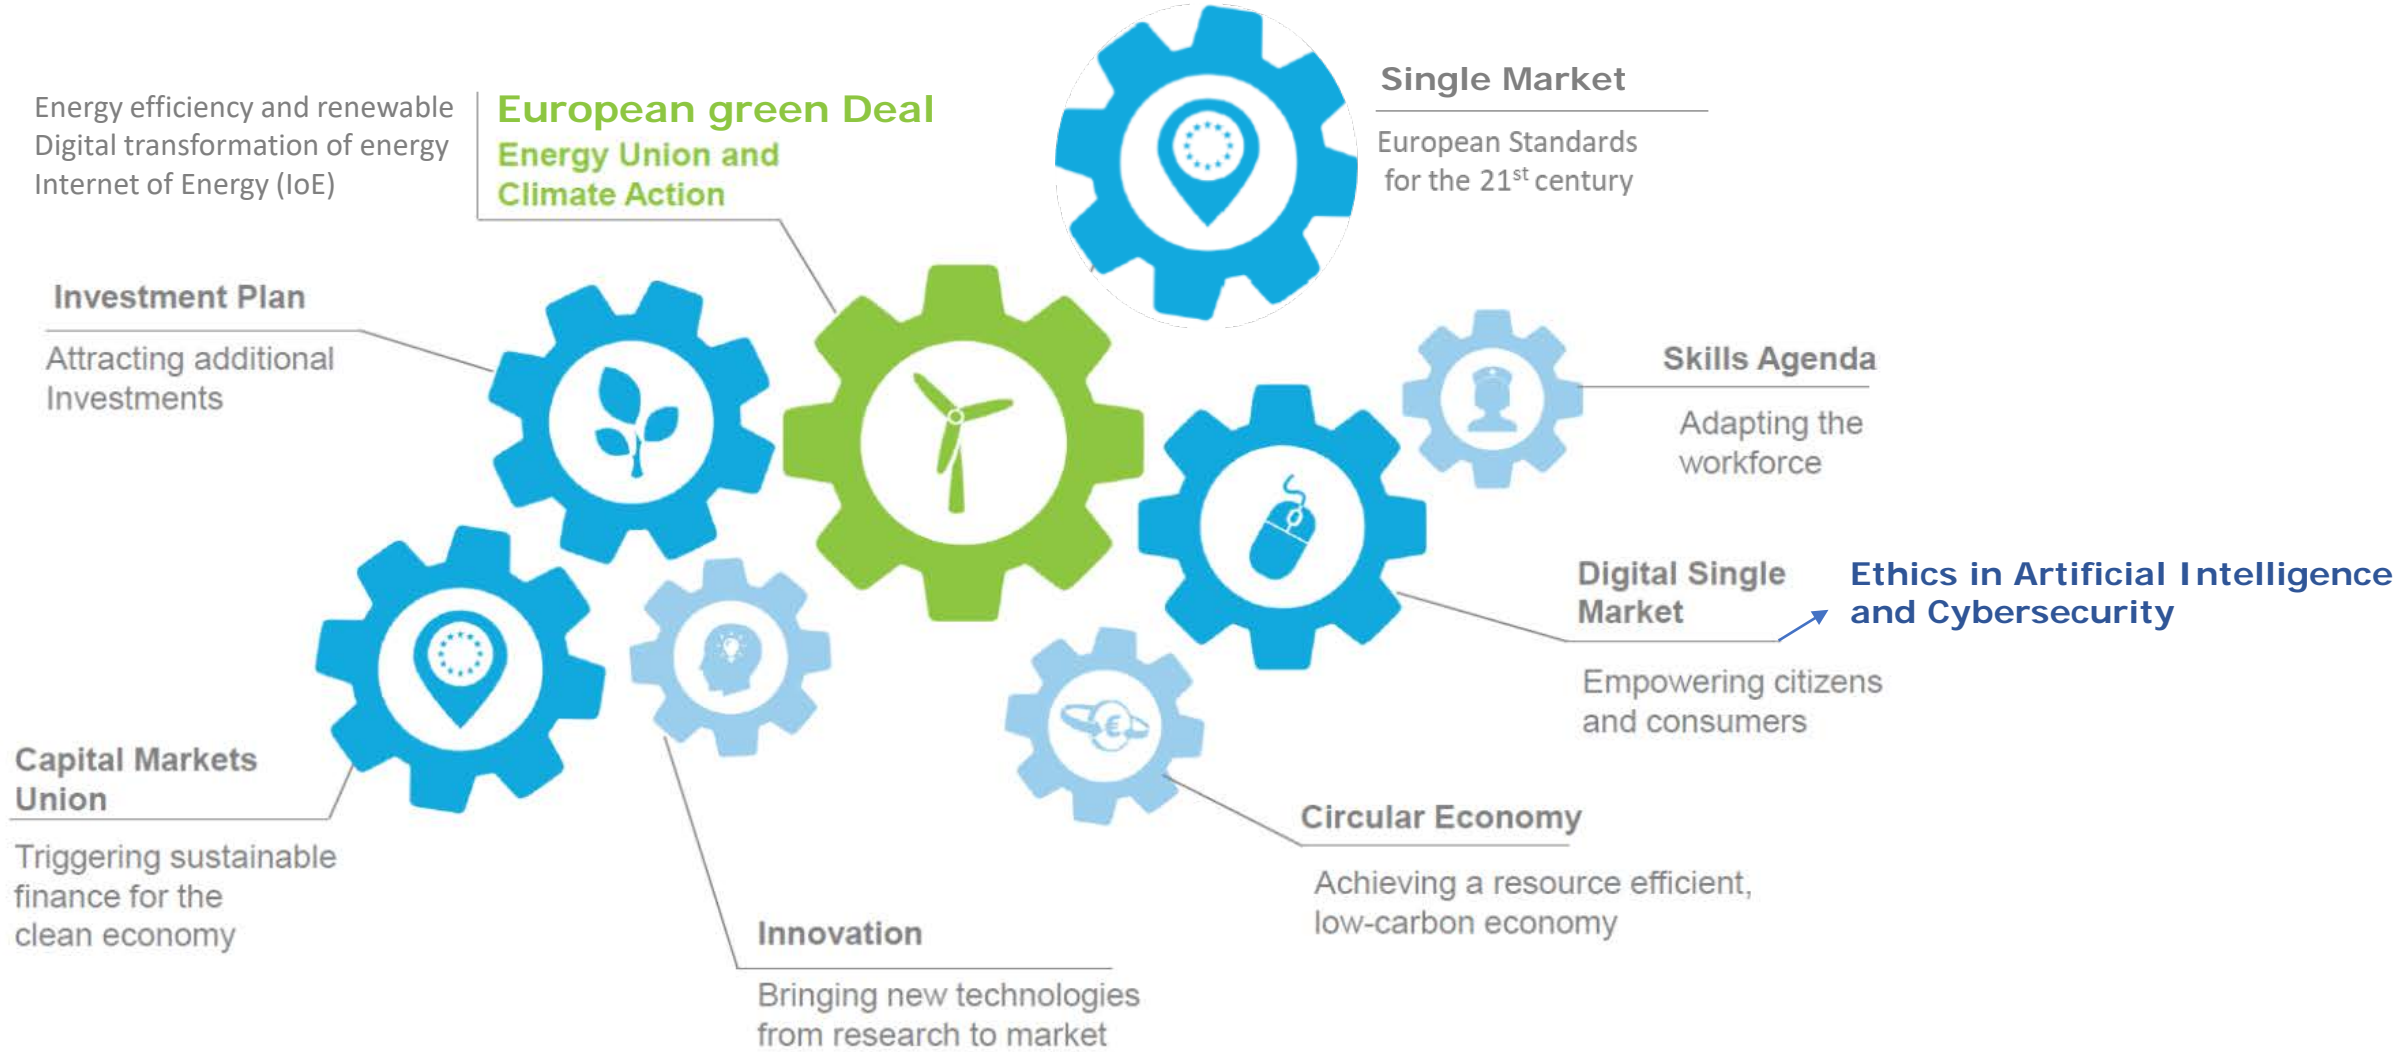 Energy efficiency and renewable
Digital transformation of energy
Internet of Energy (IoE)
European green Deal
Energy Union and
Climate Action
Single Market
European Standards
for the 21st century
Investment Plan
Attracting additional
Investments
Skills Agenda
Adapting the
workforce
Digital Single
Market
Ethics in Artificial Intelligence
and Cybersecurity
Empowering citizens
and consumers
Capital Markets
Union
Triggering sustainable
finance for the
clean economy
€
Circular Economy
Achieving a resource efficient,
low-carbon economy
Innovation
Bringing new technologies
from research to market